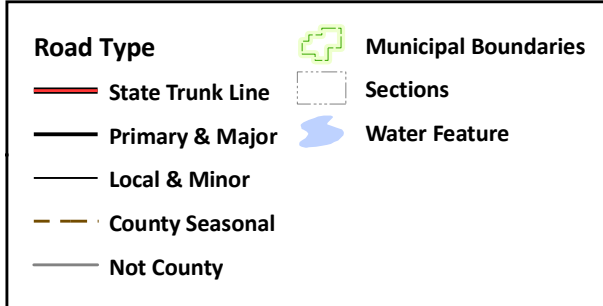 Road Type
State Trunk Line
Primary & Major
Local & Minor
County Seasonal
Not County
Municipal Boundaries
Sections
Water Feature